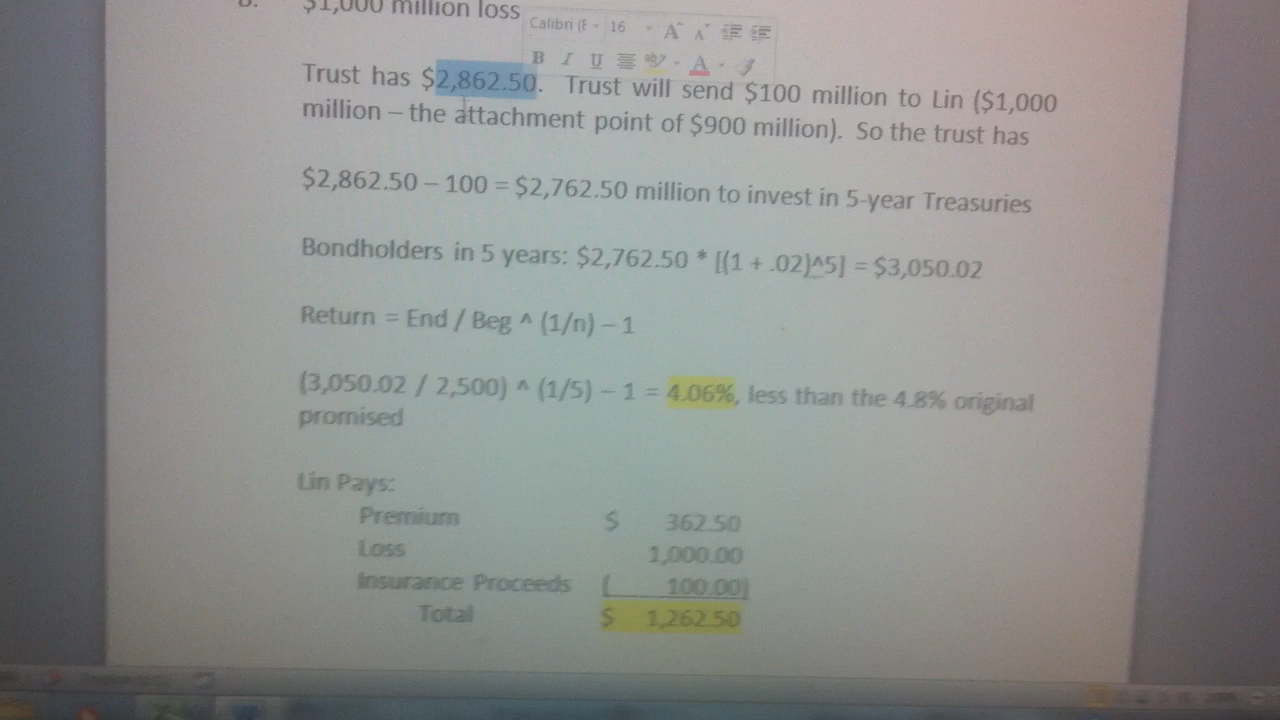 $1,000 million loss
Calibri (E 16
B I U
Trust has $2,862.50. Trust will send $100 million to Lin ($1,000
million – the attachment point of $900 million). So the trust has
$2,862.50 – 100 = $2,762.50 million to invest in 5-year Treasuries
Bondholders in 5 years: $2,762.50 * [(1 + .02)^5] = $3,050.02
Return = End / Beg ^ (1/n) – 1
(3,050.02 / 2,500) ^ (1/5) – 1 = 4.06%, less than the 4.8% original
promised
Lin Pays:
Premium $ 362.50
Loss 1,000.00
Insurance Proceeds ( 100.00)
Total $ 1,262.50